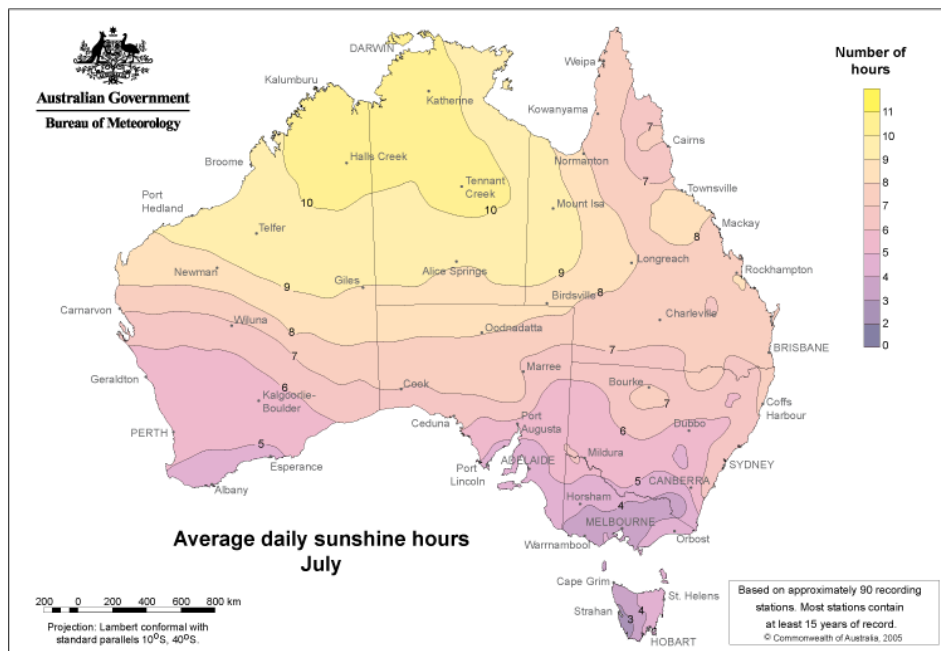 Australian Government
Bureau of Meteorology
Number of
hours
11
10
9
8
7
6
5
4
3
2
0
DARWIN
Weipa
Kalumburu
Katherine
Kowanyama
7
Cairns
Broome
Halls Creek
Normanton
7
Tennant
Creek
Townsville
Port
Hedland
10
10
Mount Isa
Mackay
Telfer
8
Newman
Giles
Alice Springs
9
Longreach
Rockhampton
9
8
Birdsville
Carnarvon
Wiluna
8
Oodnadatta
Charleville
7
7
BRISBANE
Geraldton
6
Cook
Marree
Bourke
Kalgoorlie-
Boulder
7
Coffs
Harbour
Ceduna
Port
Augusta
6
Dubbo
PERTH
5
Esperance
Port
Lincoln
ADELAIDE
Mildura
SYDNEY
Albany
5
CANBERRA
Horsham
4
MELBOURNE
Warrnambool
Orbost
Average daily sunshine hours
July
Cape Grim
St. Helens
Strahan
3
4
HOBART
200 0 200 400 600 800 km
Projection: Lambert conformal with
standard parallels 10°S, 40°S.
Based on approximately 90 recording
stations. Most stations contain
at least 15 years of record.
© Commonwealth of Australia, 2005